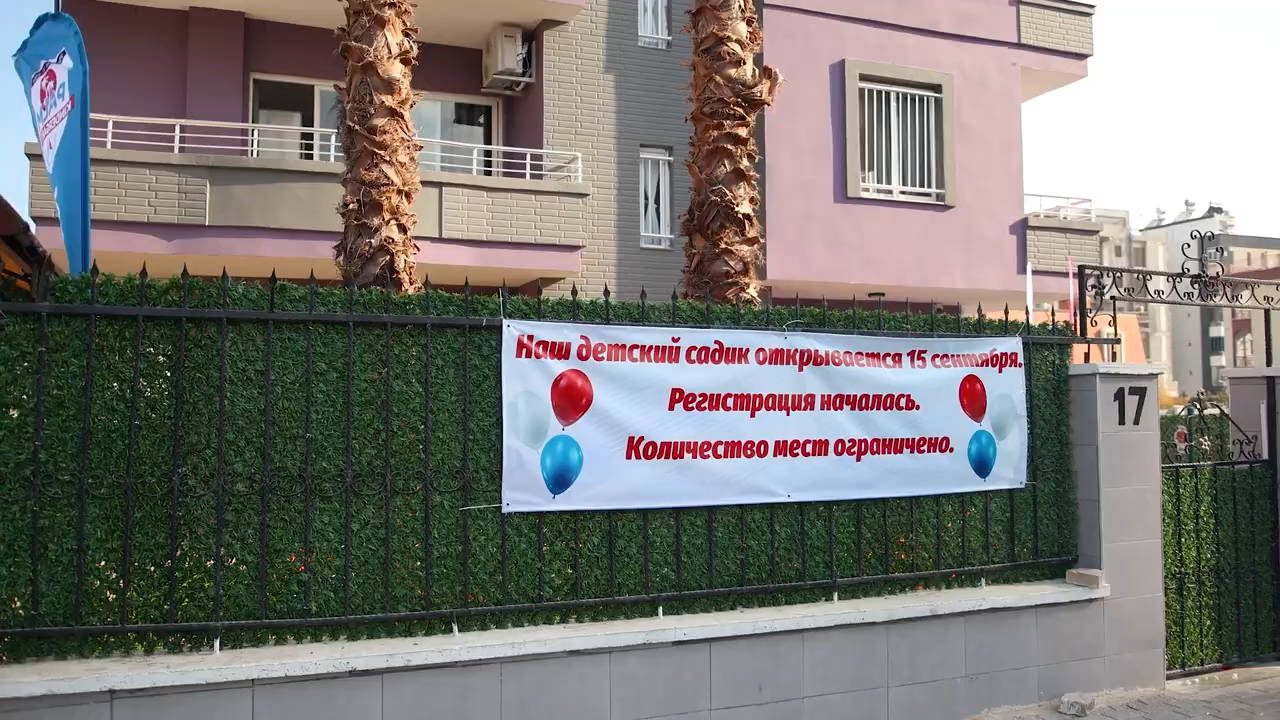 Наш детский садик открывается 15 сентября.
Регистрация началась.
Количество мест ограничено.
17